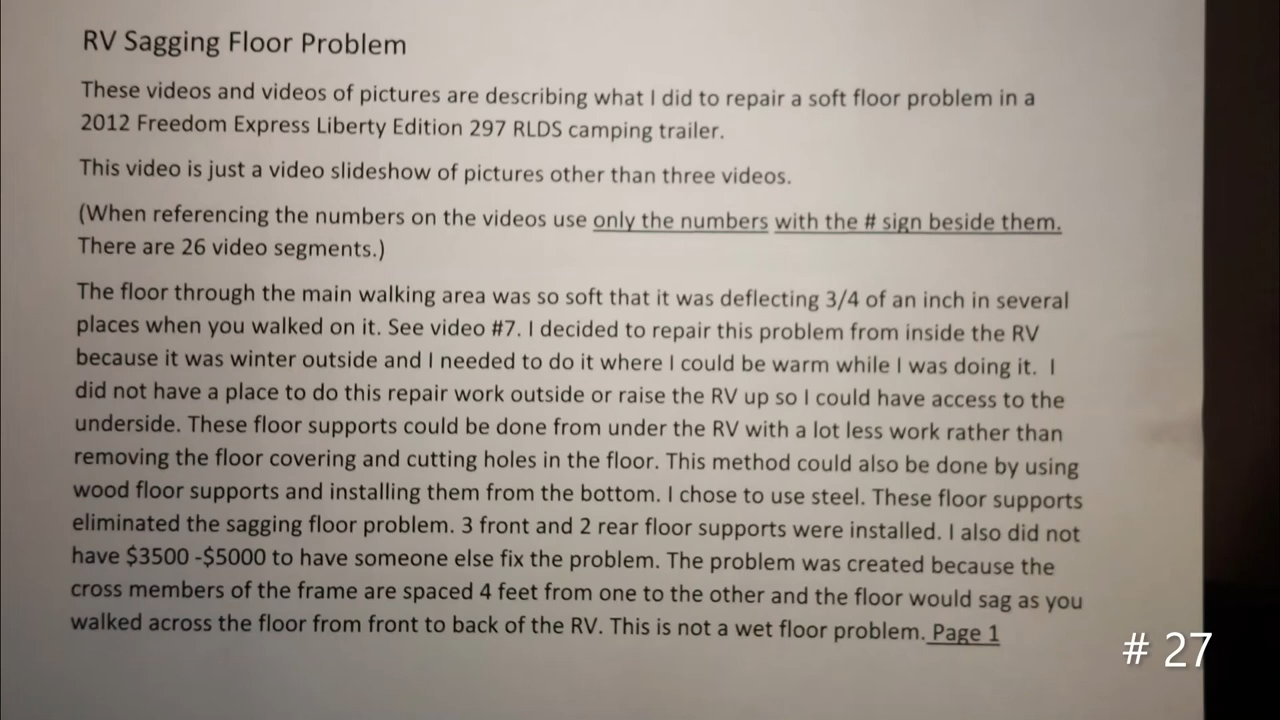 RV Sagging Floor Problem
These videos and videos of pictures are describing what I did to repair a soft floor problem in a
2012 Freedom Express Liberty Edition 297 RLDS camping trailer.
This video is just a video slideshow of pictures other than three videos.
(When referencing the numbers on the videos use only the numbers with the # sign beside them.
There are 26 video segments.)
The floor through the main walking area was so soft that it was deflecting 3/4 of an inch in several
places when you walked on it. See video #7. I decided to repair this problem from inside the RV
because it was winter outside and I needed to do it where I could be warm while I was doing it. I
did not have a place to do this repair work outside or raise the RV up so I could have access to the
underside. These floor supports could be done from under the RV with a lot less work rather than
removing the floor covering and cutting holes in the floor. This method could also be done by using
wood floor supports and installing them from the bottom. I chose to use steel. These floor supports
eliminated the sagging floor problem. 3 front and 2 rear floor supports were installed. I also did not
have $3500 -$5000 to have someone else fix the problem. The problem was created because the
cross members of the frame are spaced 4 feet from one to the other and the floor would sag as you
walked across the floor from front to back of the RV. This is not a wet floor problem. Page 1
# 27